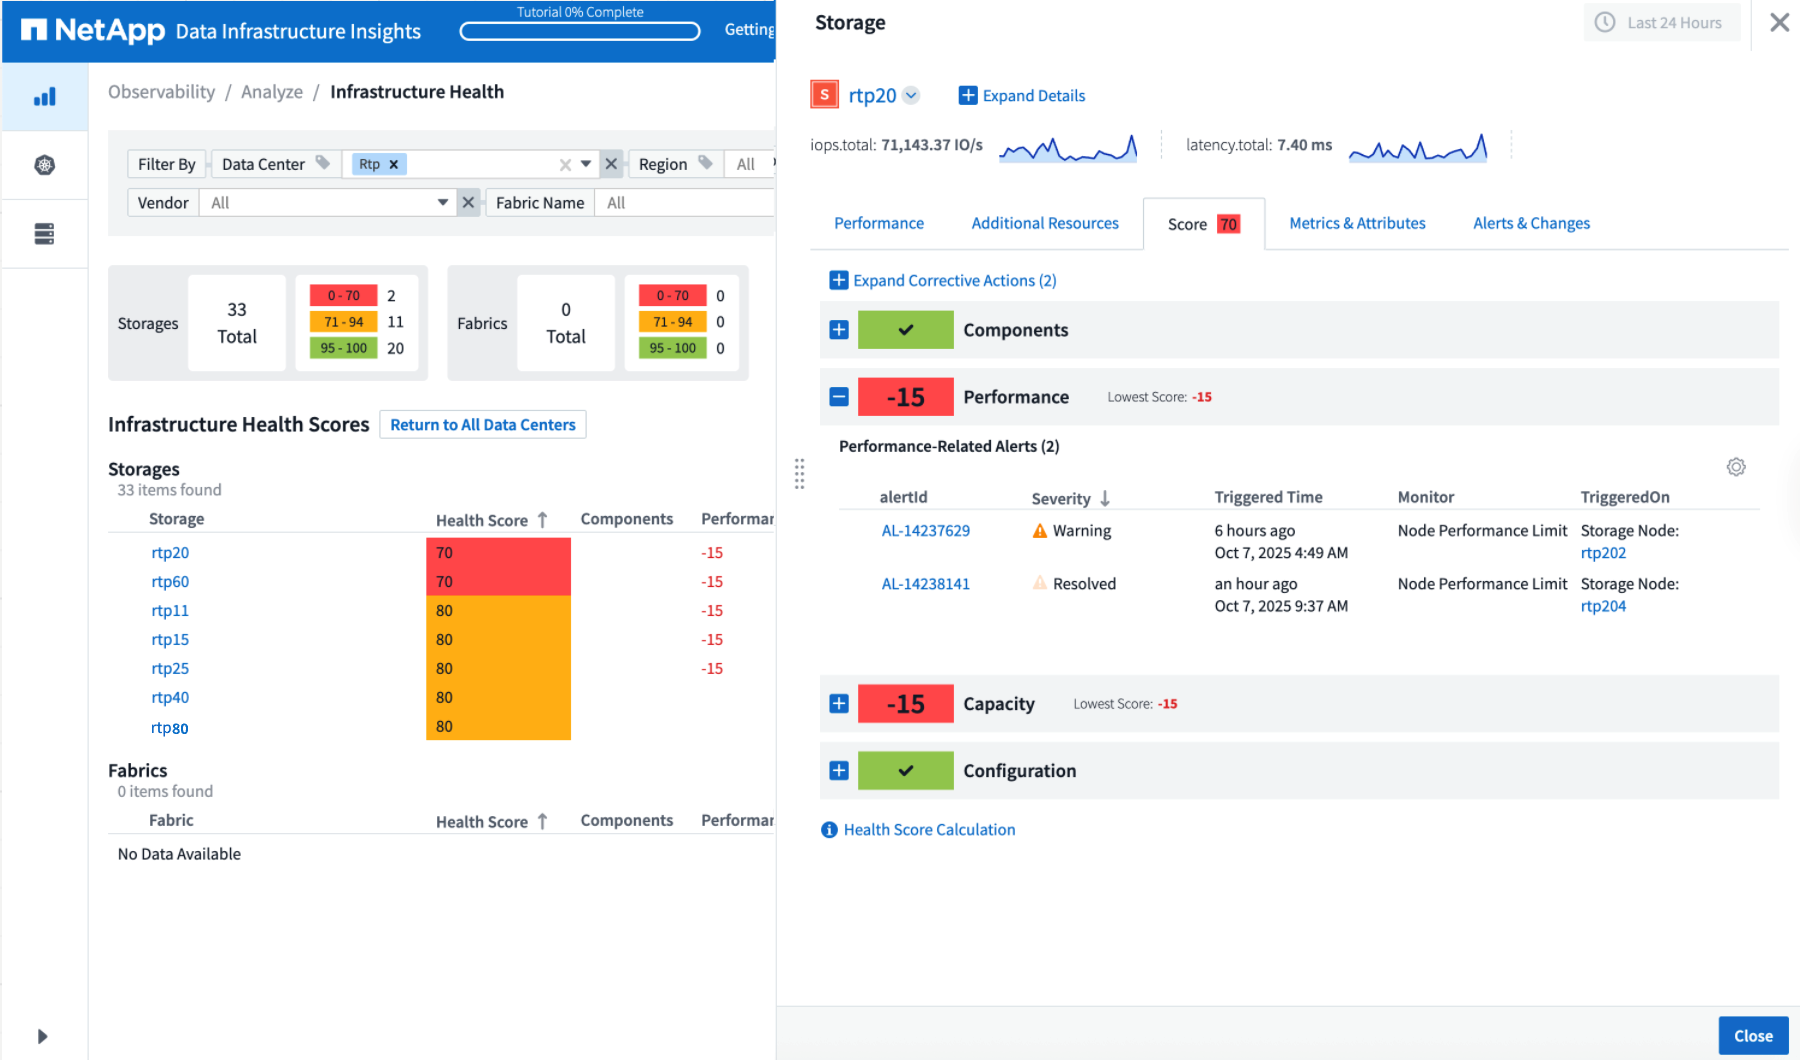 NetApp Data Infrastructure Insights
Tutorial 0% Complete
Getting
Observability / Analyze / Infrastructure Health
Filter By Data Center Rtp × Region All
Vendor All Fabric Name All
Storages 33 Total
0 - 70 2
71 - 94 11
95 - 100 20
Fabrics 0 Total
0 - 70 0
71 - 94 0
95 - 100 0
Infrastructure Health Scores Return to All Data Centers
Storages
33 items found
Storage Health Score ↑ Components Performan
rtp20 70 -15
rtp60 70 -15
rtp11 80 -15
rtp15 80 -15
rtp25 80 -15
rtp40 80
rtp80 80
Fabrics
0 items found
Fabric Health Score ↑ Components Performan
No Data Available
Storage
Last 24 Hours
S rtp20 Expand Details
iops.total: 71,143.37 IO/s latency.total: 7.40 ms
Performance Additional Resources Score 70 Metrics & Attributes Alerts & Changes
Expand Corrective Actions (2)
Components
-15 Performance Lowest Score: -15
Performance-Related Alerts (2)
alertId Severity ↓ Triggered Time Monitor TriggeredOn
AL-14237629 Warning 6 hours ago Node Performance Limit Storage Node:
Oct 7, 2025 4:49 AM rtp202
AL-14238141 Resolved an hour ago Node Performance Limit Storage Node:
Oct 7, 2025 9:37 AM rtp204
-15 Capacity Lowest Score: -15
Configuration
Health Score Calculation
Close